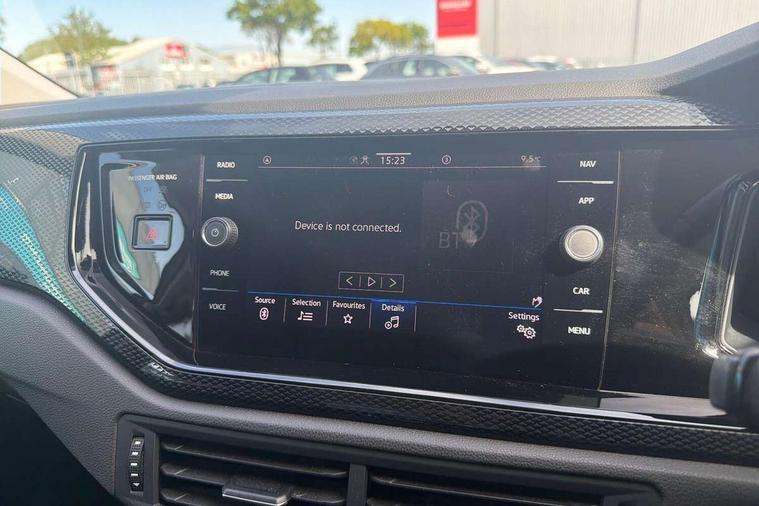 PASSENGER AIR BAG
RADIO
MEDIA
PHONE
VOICE
15:23
9.5°C
Device is not connected.
BT
Source
Selection
Favourites
Details
Settings
NAV
APP
CAR
MENU